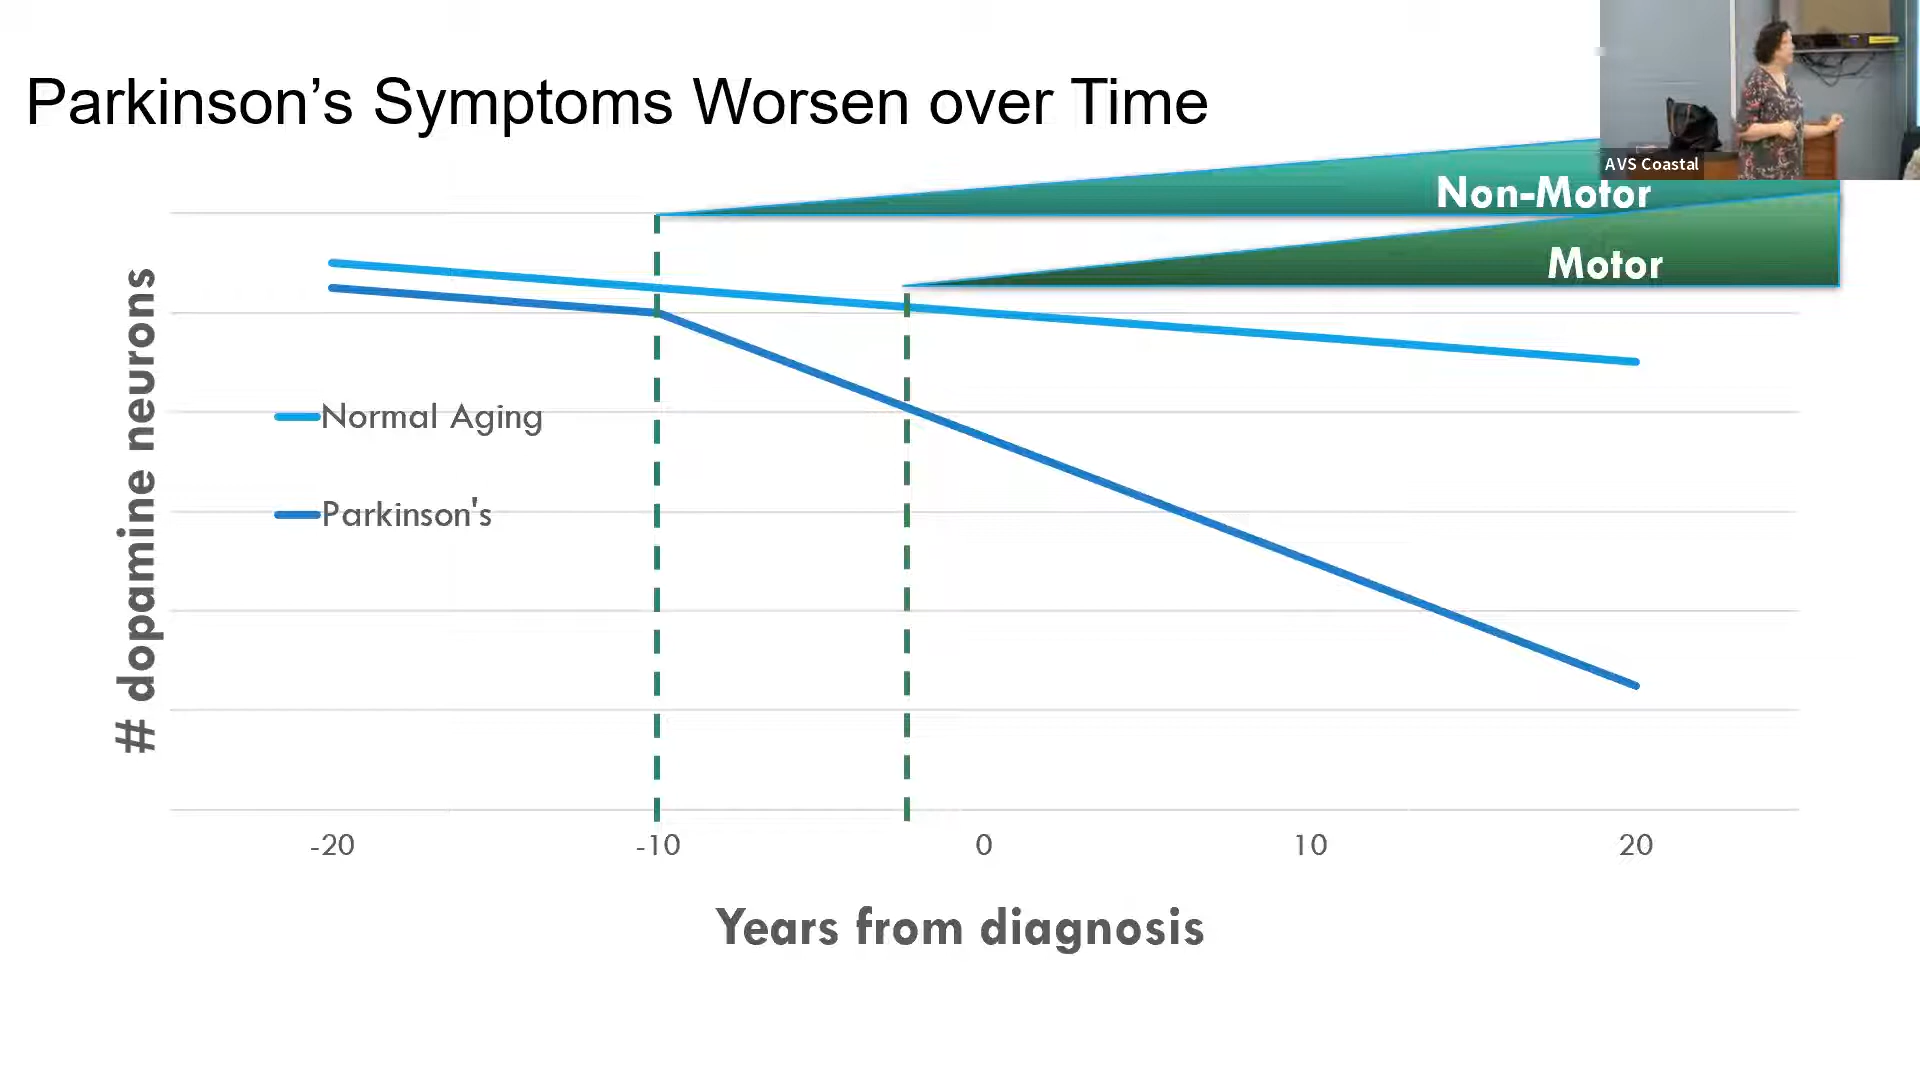 Parkinson’s Symptoms Worsen over Time
AVS Coastal
Non-Motor
Motor
# dopamine neurons
Normal Aging
Parkinson's
-20
-10
0
10
20
Years from diagnosis